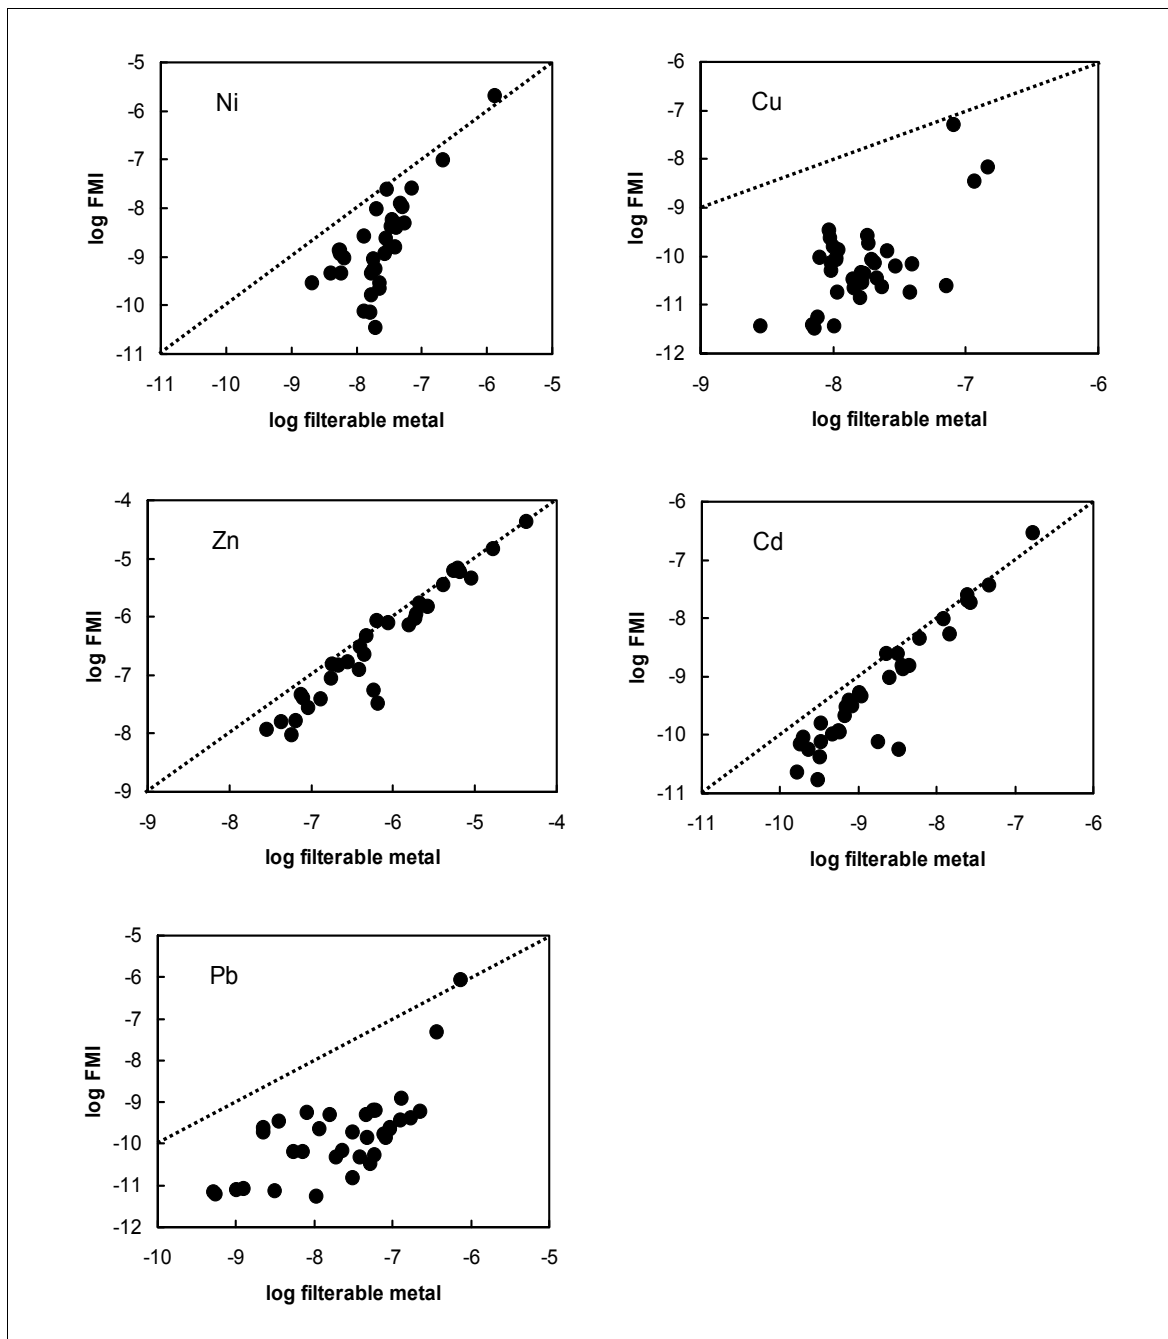 Ni
-5
-6
-7
-8
-9
-10
-11
log FMI
-11 -10 -9 -8 -7 -6 -5
log filterable metal
Cu
-6
-7
-8
-9
-10
-11
-12
log FMI
-9 -8 -7 -6
log filterable metal
Zn
-4
-5
-6
-7
-8
-9
log FMI
-9 -8 -7 -6 -5 -4
log filterable metal
Cd
-6
-7
-8
-9
-10
-11
log FMI
-11 -10 -9 -8 -7 -6
log filterable metal
Pb
-5
-6
-7
-8
-9
-10
-11
-12
log FMI
-10 -9 -8 -7 -6 -5
log filterable metal